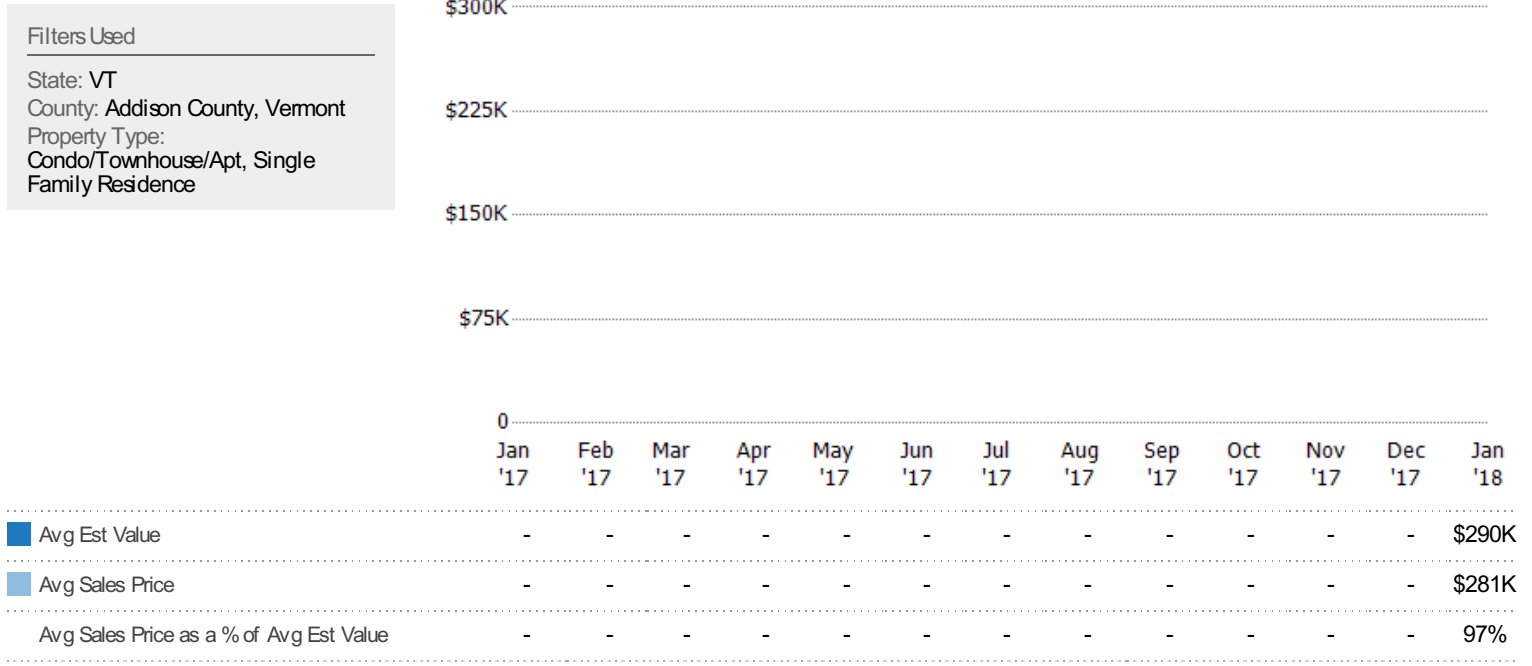 Filters Used
State: VT
County: Addison County, Vermont
Property Type:
Condo/Townhouse/Apt, Single
Family Residence
$300K
$225K
$150K
$75K
0
Jan Feb Mar Apr May Jun Jul Aug Sep Oct Nov Dec Jan
'17 '17 '17 '17 '17 '17 '17 '17 '17 '17 '17 '17 '18
Avg Est Value - - - - - - - - - - - - $290K
Avg Sales Price - - - - - - - - - - - - $281K
Avg Sales Price as a % of Avg Est Value - - - - - - - - - - - - 97%